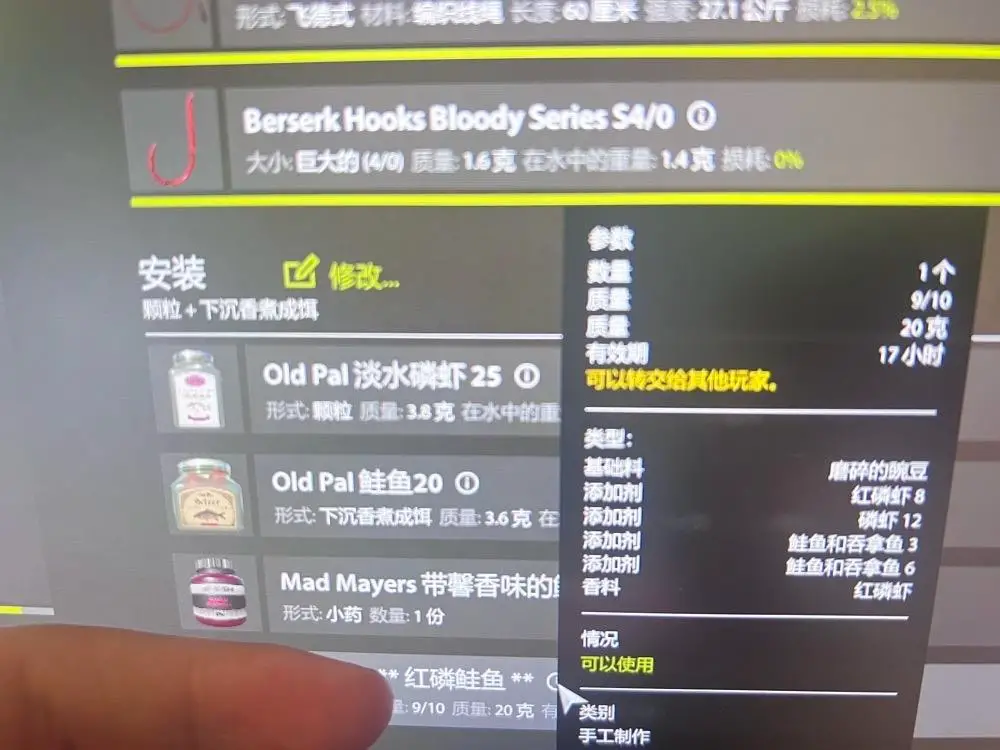 形式: 飞德式 材料: 编织线绳 长度: 60 厘米 强度: 27.1 公斤 损耗: 2.5%
Berserk Hooks Bloody Series S4/0
大小: 巨大的 (4/0) 质量: 1.6 克 在水中的重量: 1.4 克 损耗: 0%
安装 修改...
颗粒 + 下沉香煮成饵
Old Pal 淡水磷虾 25
形式: 颗粒 质量: 3.8 克 在水中的重
Old Pal 鲑鱼20
形式: 下沉香煮成饵 质量: 3.6 克 在
Mad Mayers 带馨香味的
形式: 小药 数量: 1 份
** 红磷鲑鱼 **
: 9/10 质量: 20 克 有
参数
数量 1 个
质量 9/10
质量 20 克
有效期 17 小时
可以转交给其他玩家。
类型:
基础料 磨碎的豌豆
添加剂 红磷虾 8
添加剂 磷虾 12
添加剂 鲑鱼和吞拿鱼 3
添加剂 鲑鱼和吞拿鱼 6
香料 红磷虾
情况
可以使用
类别
手工制作